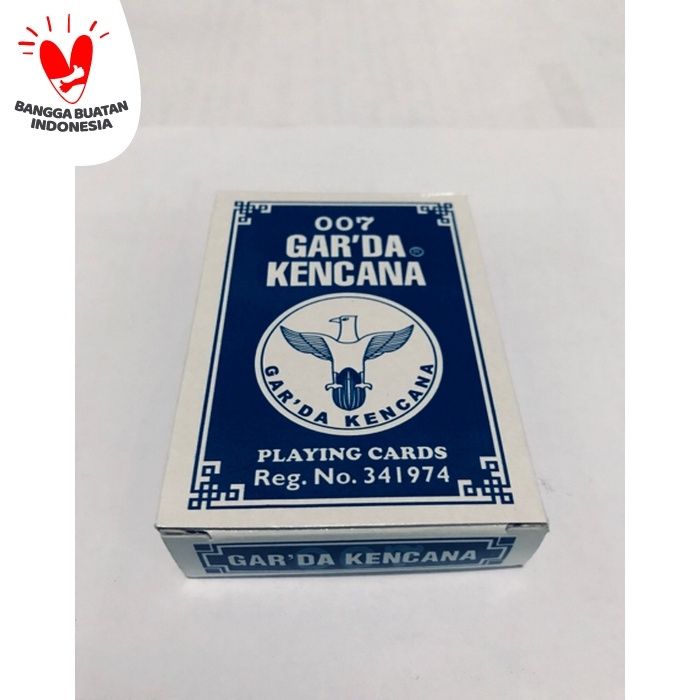 BANGGA BUATAN
INDONESIA
007
GAR'DA ®
KENCANA
GAR'DA KENCANA
PLAYING CARDS
Reg. No. 341974
GAR'DA KENCANA